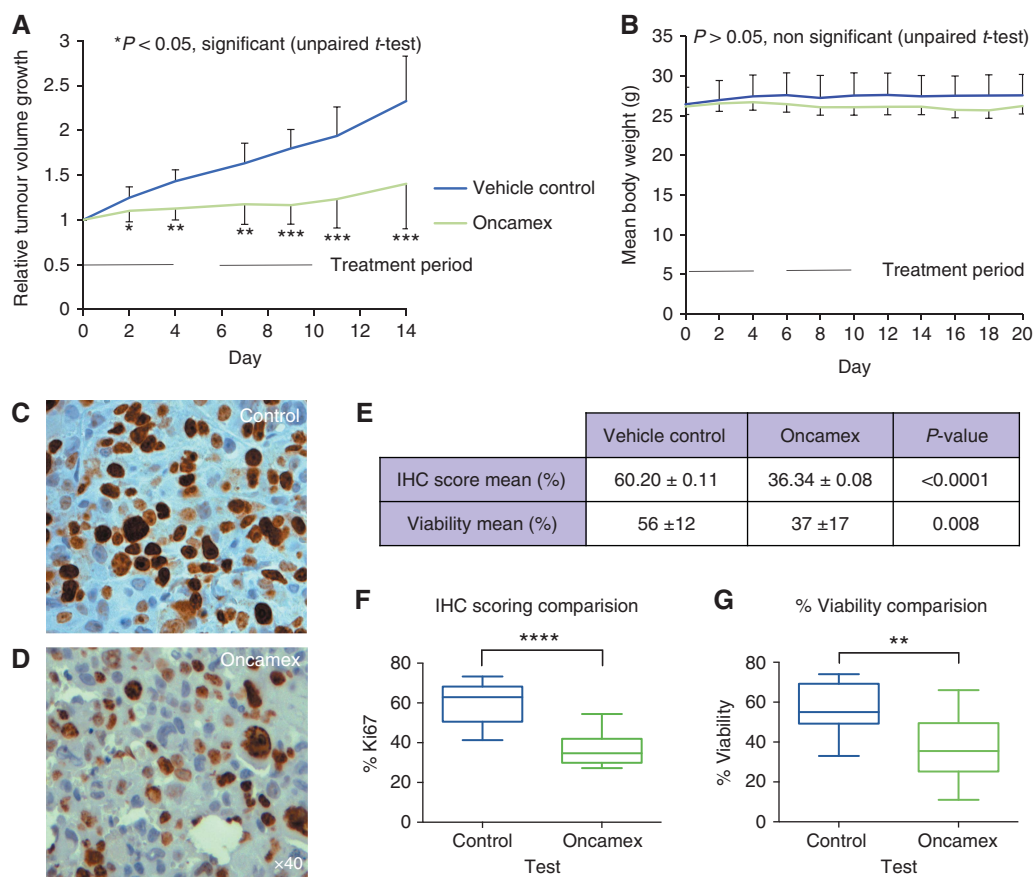 A
*P < 0.05, significant (unpaired t-test)
Relative tumour volume growth
3
2.5
2
1.5
1
0.5
0
* ** ** *** *** ***
Treatment period
0 2 4 6 8 10 12 14
Day
Vehicle control
Oncamex
B
P > 0.05, non significant (unpaired t-test)
Mean body weight (g)
35
30
25
20
15
10
5
0
Treatment period
0 2 4 6 8 10 12 14 16 18 20
Day
C
Control
D
Oncamex
×40
E
Vehicle control Oncamex P-value
IHC score mean (%) 60.20 ± 0.11 36.34 ± 0.08 <0.0001
Viability mean (%) 56 ±12 37 ±17 0.008
F
IHC scoring comparision
****
% Ki67
80
60
40
20
0
Control Oncamex
Test
G
% Viability comparision
**
% Viability
80
60
40
20
0
Control Oncamex
Test